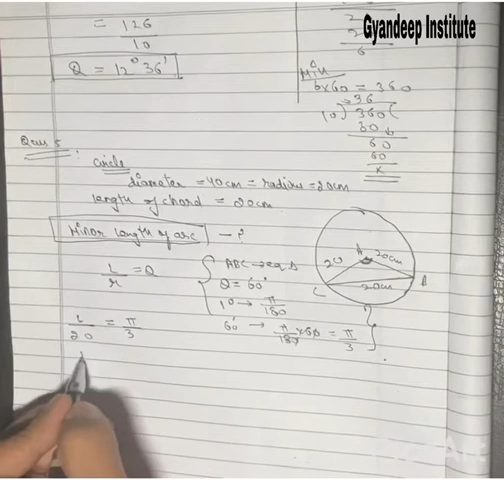 Gyandeep Institute
= 126
10
Q = 12° 36'
6x60 = 360
36
10) 360 (
30
60
60
x
6
Ques 5 :
circle
diameter = 40cm = radius = 20cm
length of chord = 20cm
Minor length of arc — ?
L/r = Q
ABC → eq Δ
Q = 60°
1° → π/180
60° → π/180 x 60 = π/3
L/20 = π/3
A
20
20cm
20cm
C
B